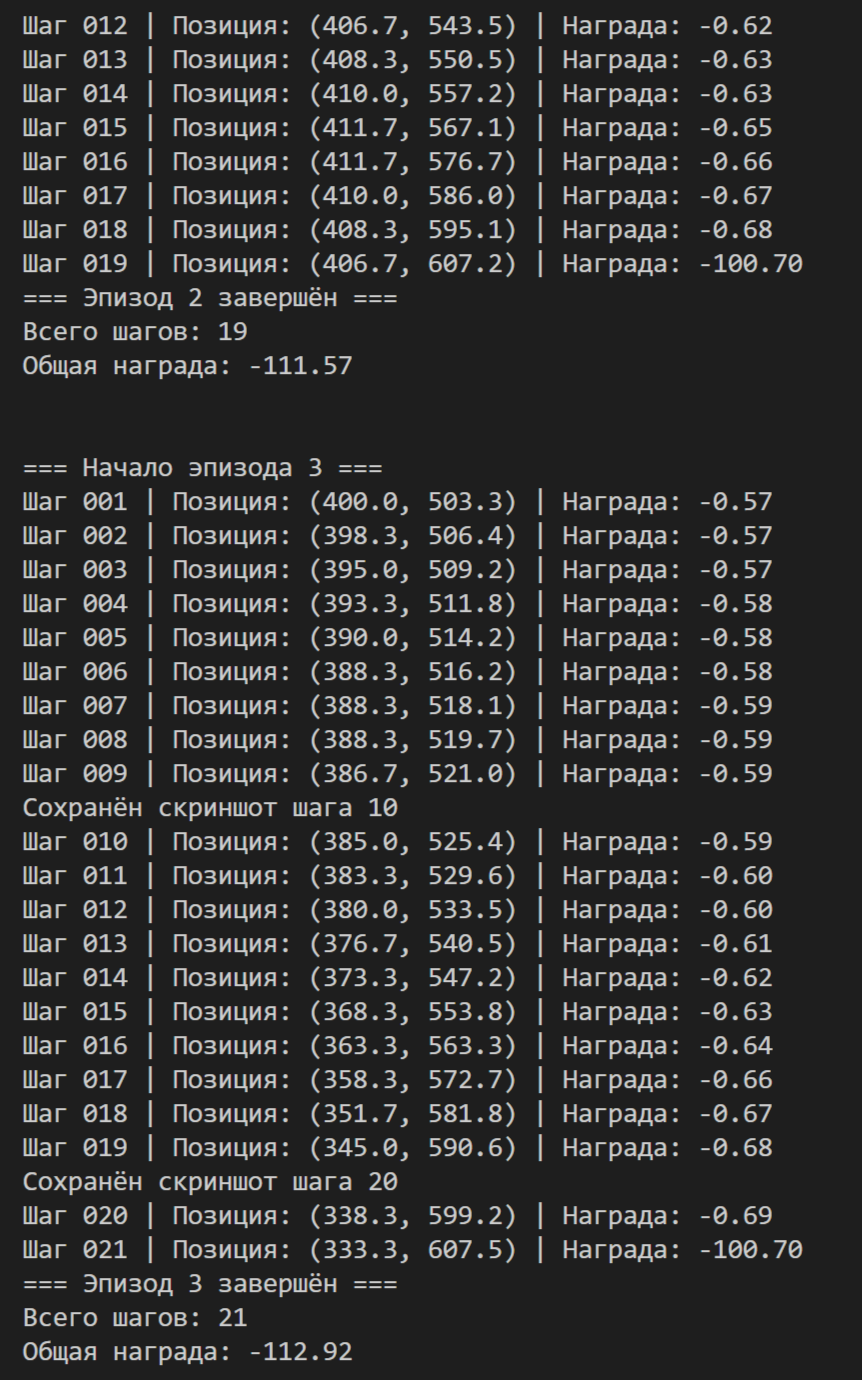 Шаг 012 | Позиция: (406.7, 543.5) | Награда: -0.62
Шаг 013 | Позиция: (408.3, 550.5) | Награда: -0.63
Шаг 014 | Позиция: (410.0, 557.2) | Награда: -0.63
Шаг 015 | Позиция: (411.7, 567.1) | Награда: -0.65
Шаг 016 | Позиция: (411.7, 576.7) | Награда: -0.66
Шаг 017 | Позиция: (410.0, 586.0) | Награда: -0.67
Шаг 018 | Позиция: (408.3, 595.1) | Награда: -0.68
Шаг 019 | Позиция: (406.7, 607.2) | Награда: -100.70
=== Эпизод 2 завершён ===
Всего шагов: 19
Общая награда: -111.57
=== Начало эпизода 3 ===
Шаг 001 | Позиция: (400.0, 503.3) | Награда: -0.57
Шаг 002 | Позиция: (398.3, 506.4) | Награда: -0.57
Шаг 003 | Позиция: (395.0, 509.2) | Награда: -0.57
Шаг 004 | Позиция: (393.3, 511.8) | Награда: -0.58
Шаг 005 | Позиция: (390.0, 514.2) | Награда: -0.58
Шаг 006 | Позиция: (388.3, 516.2) | Награда: -0.58
Шаг 007 | Позиция: (388.3, 518.1) | Награда: -0.59
Шаг 008 | Позиция: (388.3, 519.7) | Награда: -0.59
Шаг 009 | Позиция: (386.7, 521.0) | Награда: -0.59
Сохранён скриншот шага 10
Шаг 010 | Позиция: (385.0, 525.4) | Награда: -0.59
Шаг 011 | Позиция: (383.3, 529.6) | Награда: -0.60
Шаг 012 | Позиция: (380.0, 533.5) | Награда: -0.60
Шаг 013 | Позиция: (376.7, 540.5) | Награда: -0.61
Шаг 014 | Позиция: (373.3, 547.2) | Награда: -0.62
Шаг 015 | Позиция: (368.3, 553.8) | Награда: -0.63
Шаг 016 | Позиция: (363.3, 563.3) | Награда: -0.64
Шаг 017 | Позиция: (358.3, 572.7) | Награда: -0.66
Шаг 018 | Позиция: (351.7, 581.8) | Награда: -0.67
Шаг 019 | Позиция: (345.0, 590.6) | Награда: -0.68
Сохранён скриншот шага 20
Шаг 020 | Позиция: (338.3, 599.2) | Награда: -0.69
Шаг 021 | Позиция: (333.3, 607.5) | Награда: -100.70
=== Эпизод 3 завершён ===
Всего шагов: 21
Общая награда: -112.92